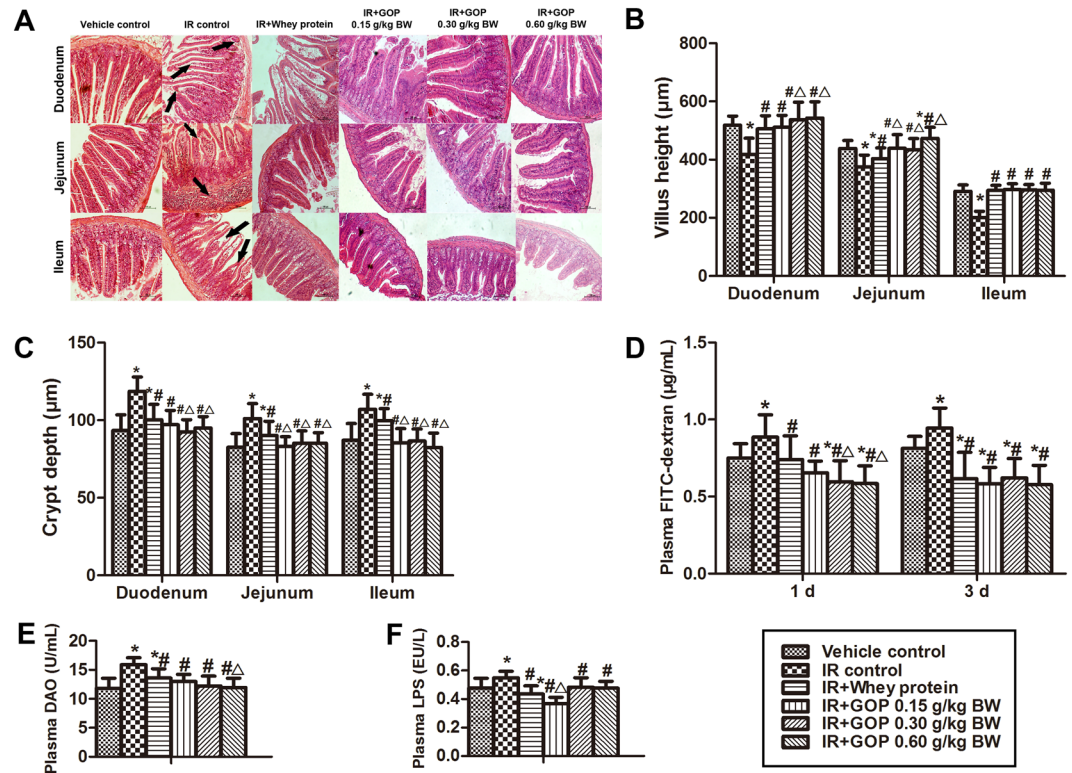 A
Vehicle control
IR control
IR+Whey protein
IR+GOP
0.15 g/kg BW
IR+GOP
0.30 g/kg BW
IR+GOP
0.60 g/kg BW
Duodenum
Jejunum
Ileum
B
Villus height (µm)
800
600
400
200
0
* # # #△ #△
* *# #△ #△ *#△
* # # # #
Duodenum Jejunum Ileum
C
Crypt depth (µm)
150
100
50
0
* *# # #△ #△
* *# #△ #△ #△
* *# #△ #△ #△
Duodenum Jejunum Ileum
D
Plasma FITC-dextran (µg/mL)
1.5
1.0
0.5
0.0
* # # *#△ *#△
* *# *# *# *#
1 d 3 d
E
Plasma DAO (U/mL)
20
15
10
5
0
* *# # # #△
F
Plasma LPS (EU/L)
0.8
0.6
0.4
0.2
0.0
* # *#△ # #
Vehicle control
IR control
IR+Whey protein
IR+GOP 0.15 g/kg BW
IR+GOP 0.30 g/kg BW
IR+GOP 0.60 g/kg BW